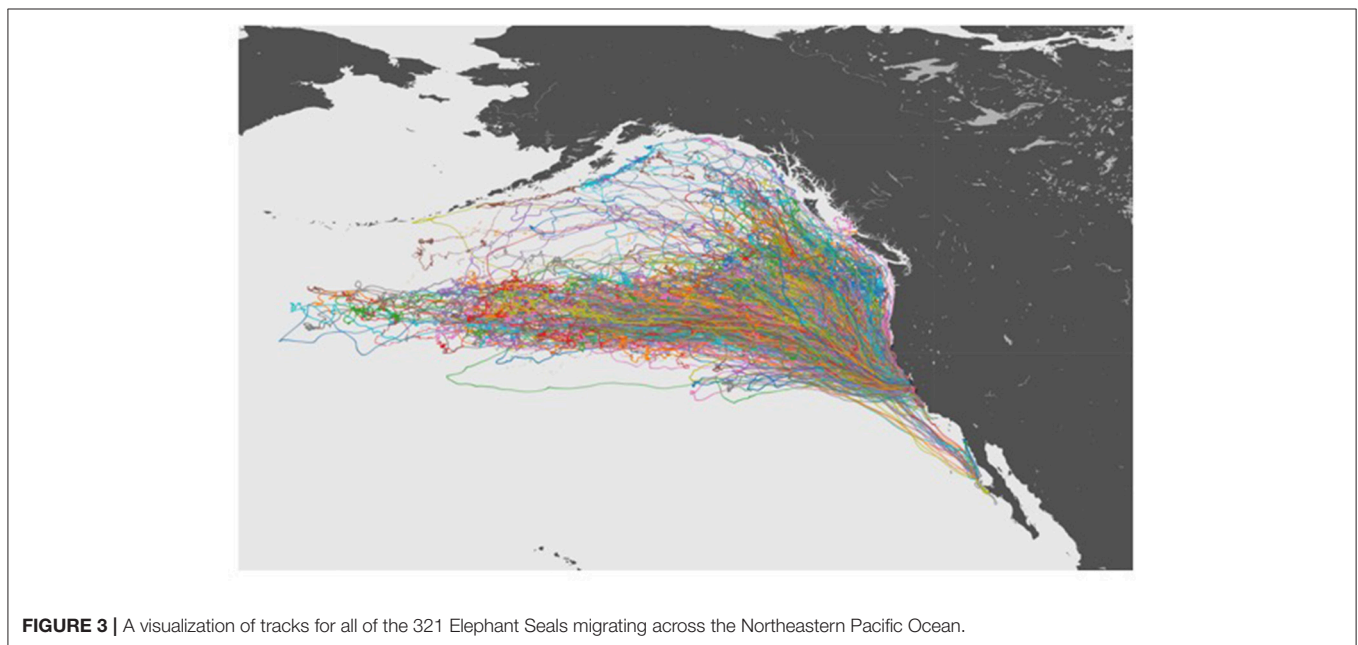 FIGURE 3 | A visualization of tracks for all of the 321 Elephant Seals migrating across the Northeastern Pacific Ocean.